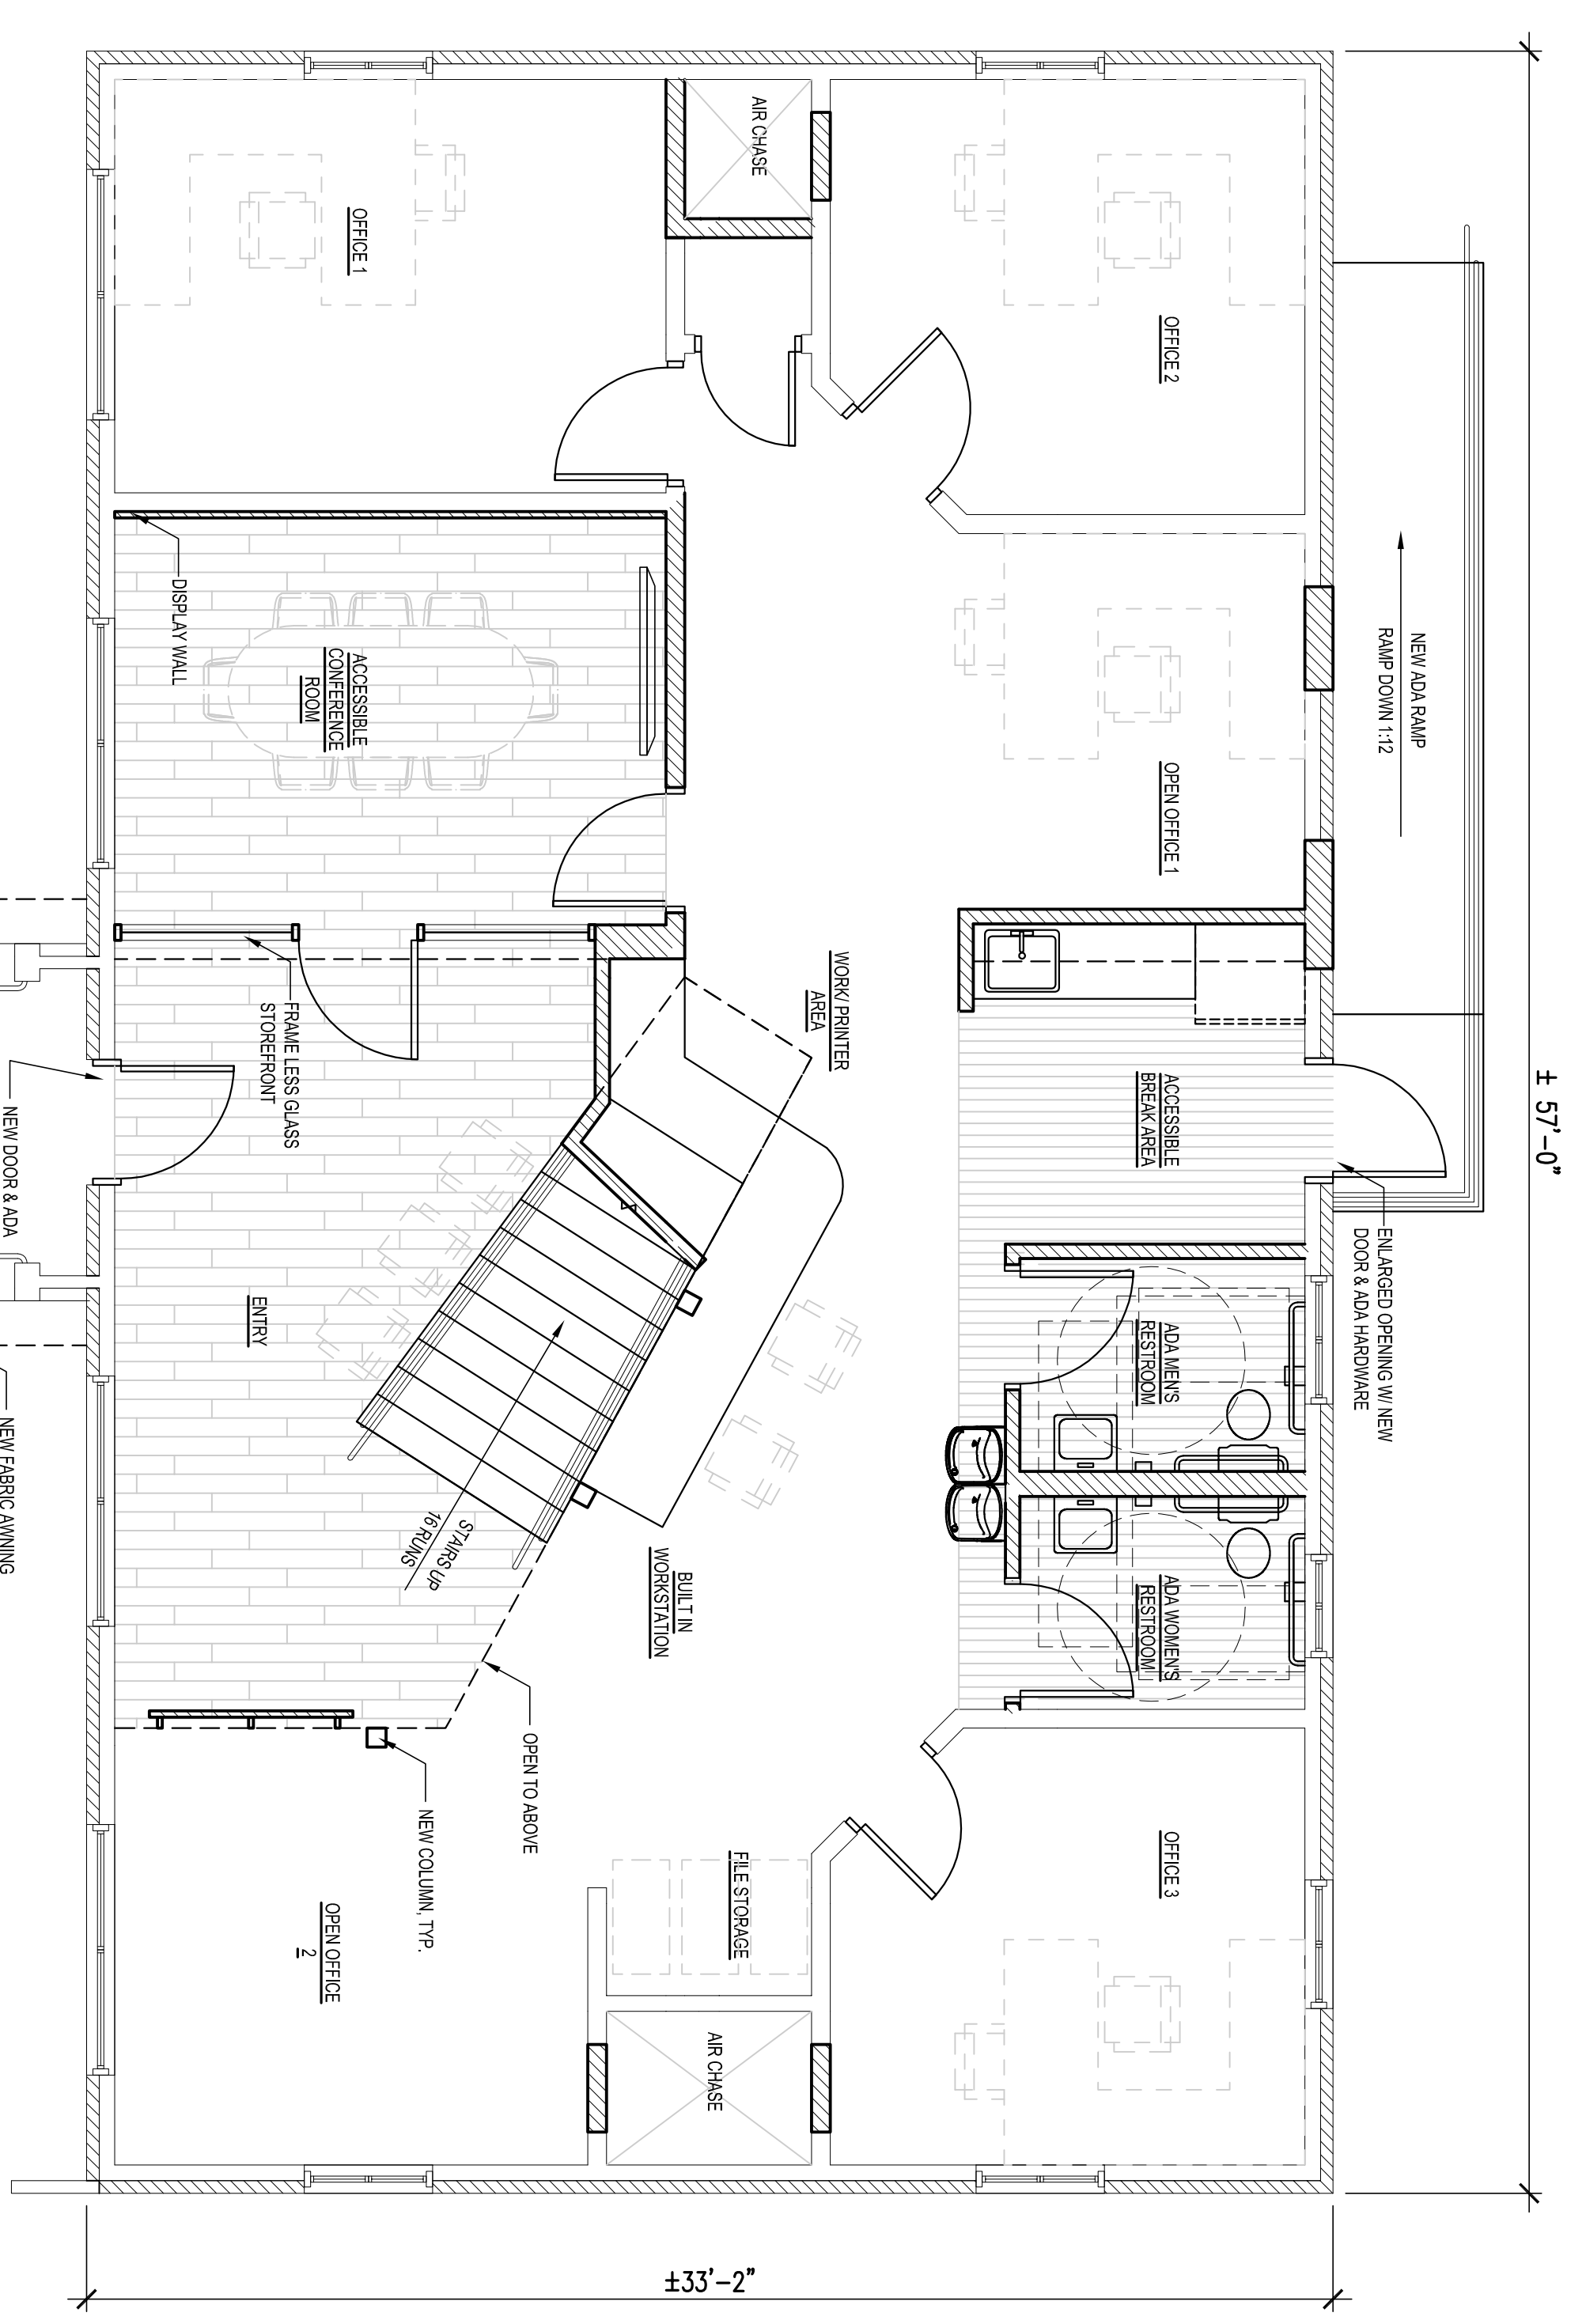 NEW ADA RAMP
RAMP DOWN 1:12
± 57'-0"
ENLARGED OPENING W/ NEW
DOOR & ADA HARDWARE
OFFICE 2
OPEN OFFICE 1
ACCESSIBLE
BREAK AREA
ADA MEN'S
RESTROOM
ADA WOMEN'S
RESTROOM
OFFICE 3
AIR CHASE
WORK/ PRINTER
AREA
BUILT IN
WORKSTATION
FILE STORAGE
AIR CHASE
OFFICE 1
DISPLAY WALL
ACCESSIBLE
CONFERENCE
ROOM
FRAME LESS GLASS
STOREFRONT
ENTRY
STAIRS UP
16 RUNS
OPEN TO ABOVE
NEW COLUMN, TYP.
OPEN OFFICE
2
NEW DOOR & ADA
NEW FABRIC AWNING
±33'-2"